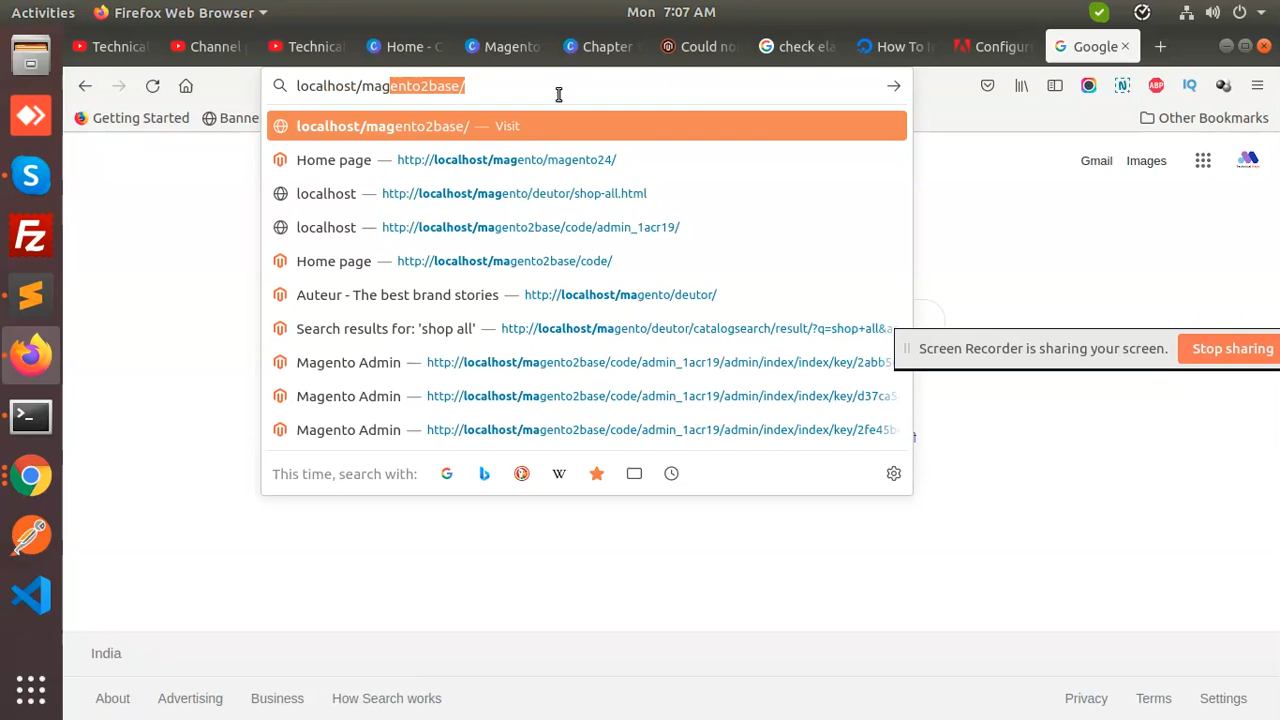 Activities
Firefox Web Browser
Mon 7:07 AM
Technical
Channel
Technica
Home - C
Magento
Chapter
Could no
check ela
How To I
Configur
Google
localhost/magento2base/
Getting Started
Banne
Other Bookmarks
localhost/magento2base/ — Visit
Home page — http://localhost/magento/magento24/
localhost — http://localhost/magento/deutor/shop-all.html
localhost — http://localhost/magento2base/code/admin_1acr19/
Home page — http://localhost/magento2base/code/
Auteur - The best brand stories — http://localhost/magento/deutor/
Search results for: 'shop all' — http://localhost/magento/deutor/catalogsearch/result/?q=shop+all&a
Magento Admin — http://localhost/magento2base/code/admin_1acr19/admin/index/index/key/2abb5
Magento Admin — http://localhost/magento2base/code/admin_1acr19/admin/index/index/key/d37ca5
Magento Admin — http://localhost/magento2base/code/admin_1acr19/admin/index/index/key/2fe45b
This time, search with:
Gmail
Images
Screen Recorder is sharing your screen.
Stop sharing
India
About
Advertising
Business
How Search works
Privacy
Terms
Settings